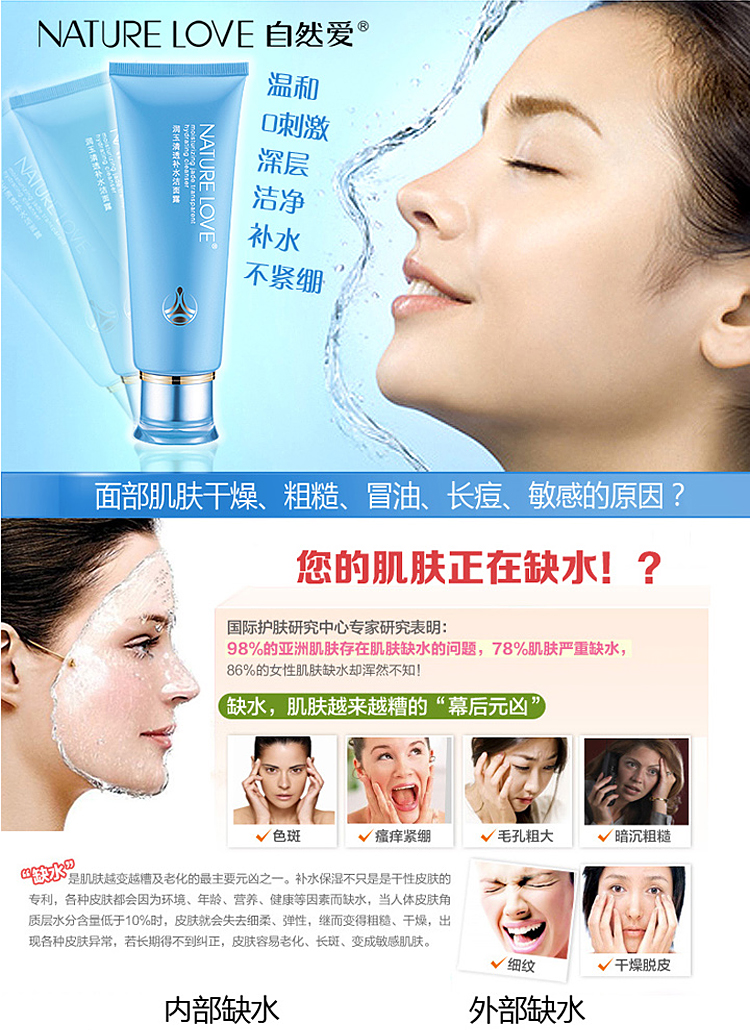 NATURE LOVE 自然爱®
温和
0刺激
深层
洁净
补水
不紧绷
NATURE LOVE®
moisturizing jade transparent
hydrating cleanser
NATURE LOVE
面部肌肤干燥、粗糙、冒油、长痘、敏感的原因？
您的肌肤正在缺水！？
国际护肤研究中心专家研究表明：
98%的亚洲肌肤存在肌肤缺水的问题，78%肌肤严重缺水，
86%的女性肌肤缺水却浑然不知！
缺水，肌肤越来越糟的“幕后元凶”
色斑
瘙痒紧绷
毛孔粗大
暗沉粗糙
“缺水”是肌肤越变越糟及老化的最主要元凶之一。补水保湿不只是是干性皮肤的
专利，各种皮肤都会因为环境、年龄、营养、健康等因素而缺水，当人体皮肤角
质层水分含量低于10%时，皮肤就会失去细柔、弹性，继而变得粗糙、干燥，出
现各种皮肤异常，若长期得不到纠正，皮肤容易老化、长斑、变成敏感肌肤。
细纹
干燥脱皮
内部缺水
外部缺水